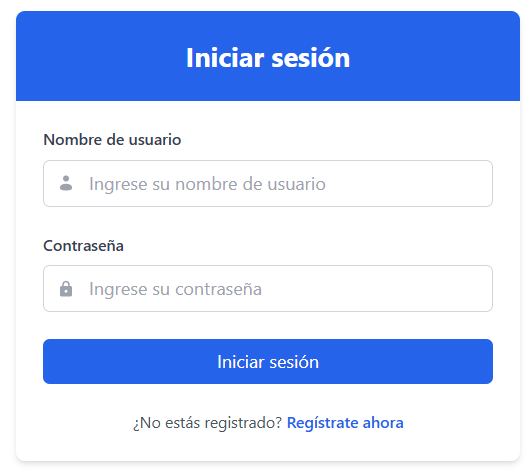 Iniciar sesión
Nombre de usuario
Ingrese su nombre de usuario
Contraseña
Ingrese su contraseña
Iniciar sesión
¿No estás registrado? Regístrate ahora